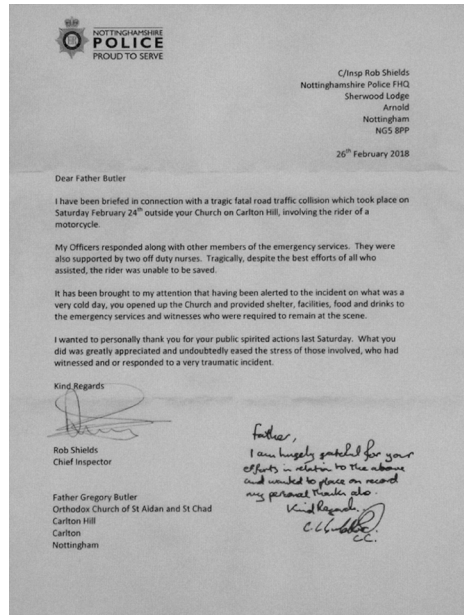 NOTTINGHAMSHIRE
POLICE
PROUD TO SERVE
C/Insp Rob Shields
Nottinghamshire Police FHQ
Sherwood Lodge
Arnold
Nottingham
NG5 8PP
26th February 2018
Dear Father Butler
I have been briefed in connection with a tragic fatal road traffic collision which took place on
Saturday February 24th outside your Church on Carlton Hill, involving the rider of a
motorcycle.
My Officers responded along with other members of the emergency services. They were
also supported by two off duty nurses. Tragically, despite the best efforts of all who
assisted, the rider was unable to be saved.
It has been brought to my attention that having been alerted to the incident on what was a
very cold day, you opened up the Church and provided shelter, facilities, food and drinks to
the emergency services and witnesses who were required to remain at the scene.
I wanted to personally thank you for your public spirited actions last Saturday. What you
did was greatly appreciated and undoubtedly eased the stress of those involved, who had
witnessed and or responded to a very traumatic incident.
Kind Regards
Rob Shields
Chief Inspector
Father Gregory Butler
Orthodox Church of St Aidan and St Chad
Carlton Hill
Carlton
Nottingham
Father,
I am hugely grateful for your
efforts in relation to the above
and wanted to place on record
my personal thanks also.
Kind Regards.
CC.